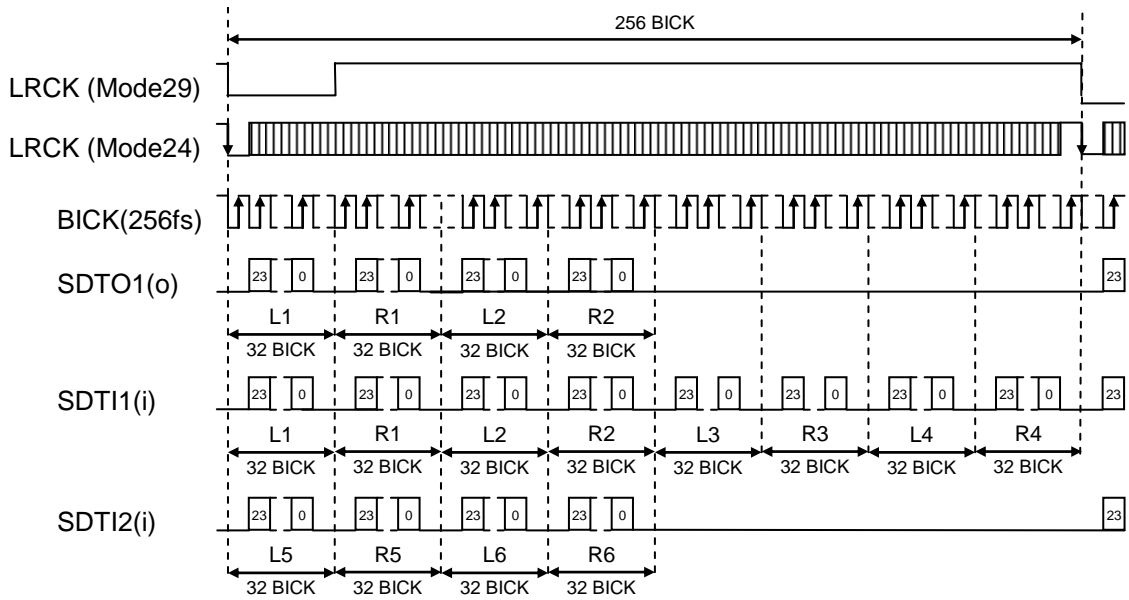 256 BICK
LRCK (Mode29)
LRCK (Mode24)
BICK(256fs)
SDTO1(o)
23 0 23 0 23 0 23 0 23
L1 R1 L2 R2
32 BICK 32 BICK 32 BICK 32 BICK
SDTI1(i)
23 0 23 0 23 0 23 0 23 0 23 0 23 0 23 0 23
L1 R1 L2 R2 L3 R3 L4 R4
32 BICK 32 BICK 32 BICK 32 BICK 32 BICK 32 BICK 32 BICK 32 BICK
SDTI2(i)
23 0 23 0 23 0 23 0 23
L5 R5 L6 R6
32 BICK 32 BICK 32 BICK 32 BICK